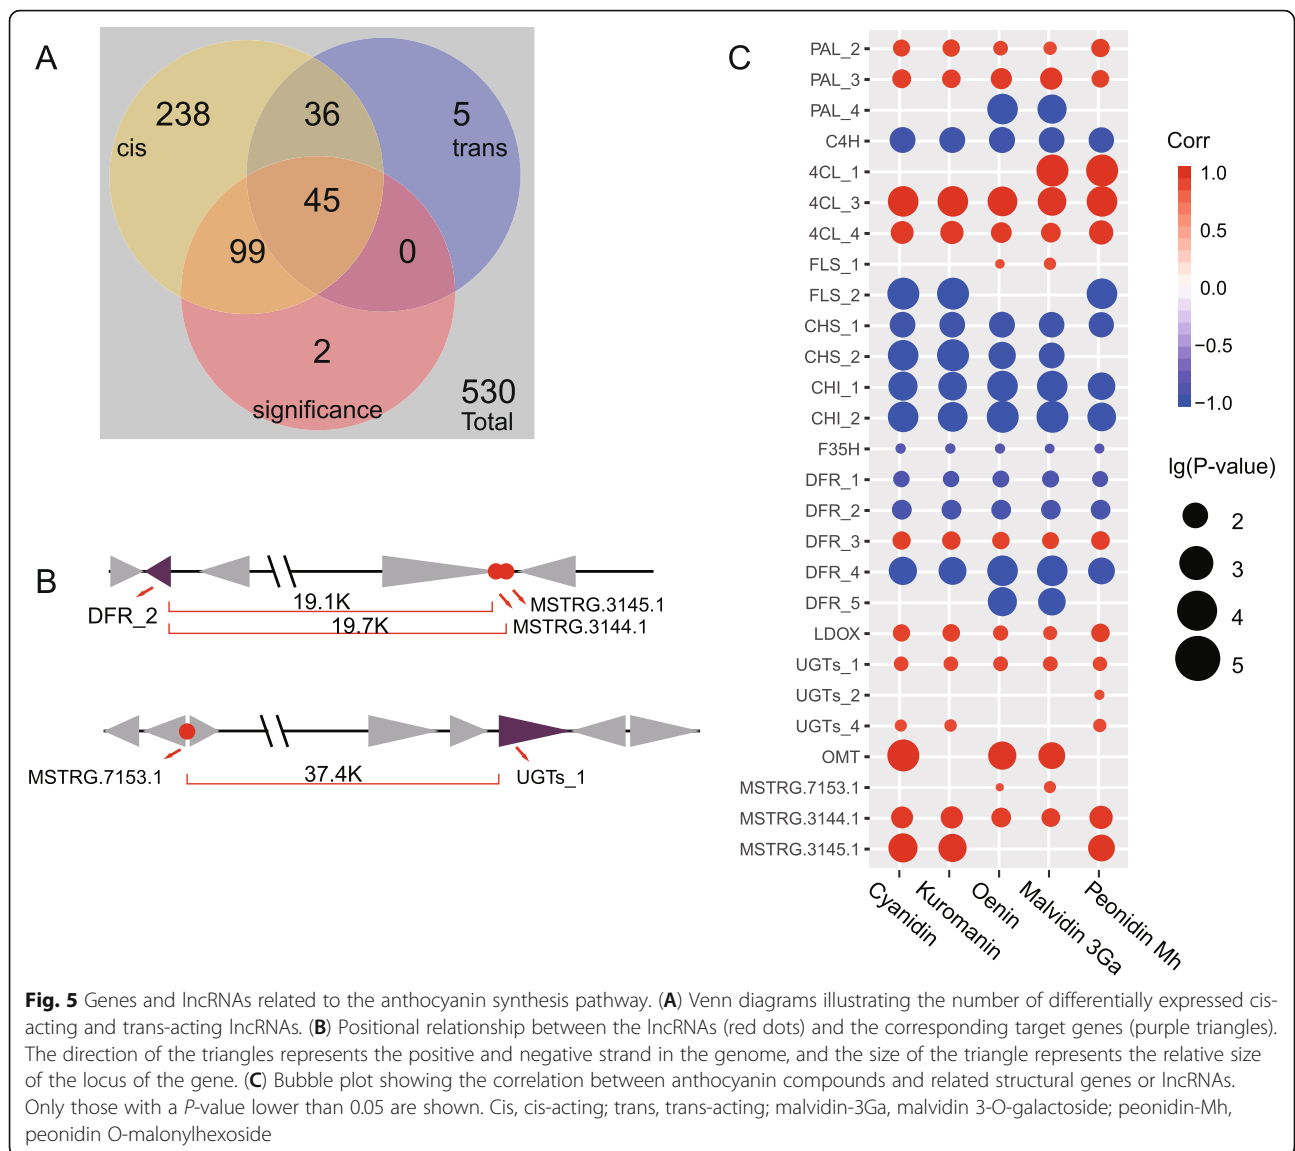 A
238
36
5
cis
trans
45
99
0
2
530
significance
Total
B
19.1K
DFR_2
MSTRG.3145.1
19.7K
MSTRG.3144.1
MSTRG.7153.1
37.4K
UGTs_1
C
PAL_2
PAL_3
PAL_4
C4H
4CL_1
4CL_3
4CL_4
FLS_1
FLS_2
CHS_1
CHS_2
CHI_1
CHI_2
F35H
DFR_1
DFR_2
DFR_3
DFR_4
DFR_5
LDOX
UGTs_1
UGTs_2
UGTs_4
OMT
MSTRG.7153.1
MSTRG.3144.1
MSTRG.3145.1
Cyanidin
Kuromanin
Oenin
Malvidin 3Ga
Peonidin Mh
Corr
1.0
0.5
0.0
−0.5
−1.0
lg(P-value)
2
3
4
5
Fig. 5 Genes and lncRNAs related to the anthocyanin synthesis pathway. (A) Venn diagrams illustrating the number of differentially expressed cis-
acting and trans-acting lncRNAs. (B) Positional relationship between the lncRNAs (red dots) and the corresponding target genes (purple triangles).
The direction of the triangles represents the positive and negative strand in the genome, and the size of the triangle represents the relative size
of the locus of the gene. (C) Bubble plot showing the correlation between anthocyanin compounds and related structural genes or lncRNAs.
Only those with a P-value lower than 0.05 are shown. Cis, cis-acting; trans, trans-acting; malvidin-3Ga, malvidin 3-O-galactoside; peonidin-Mh,
peonidin O-malonylhexoside